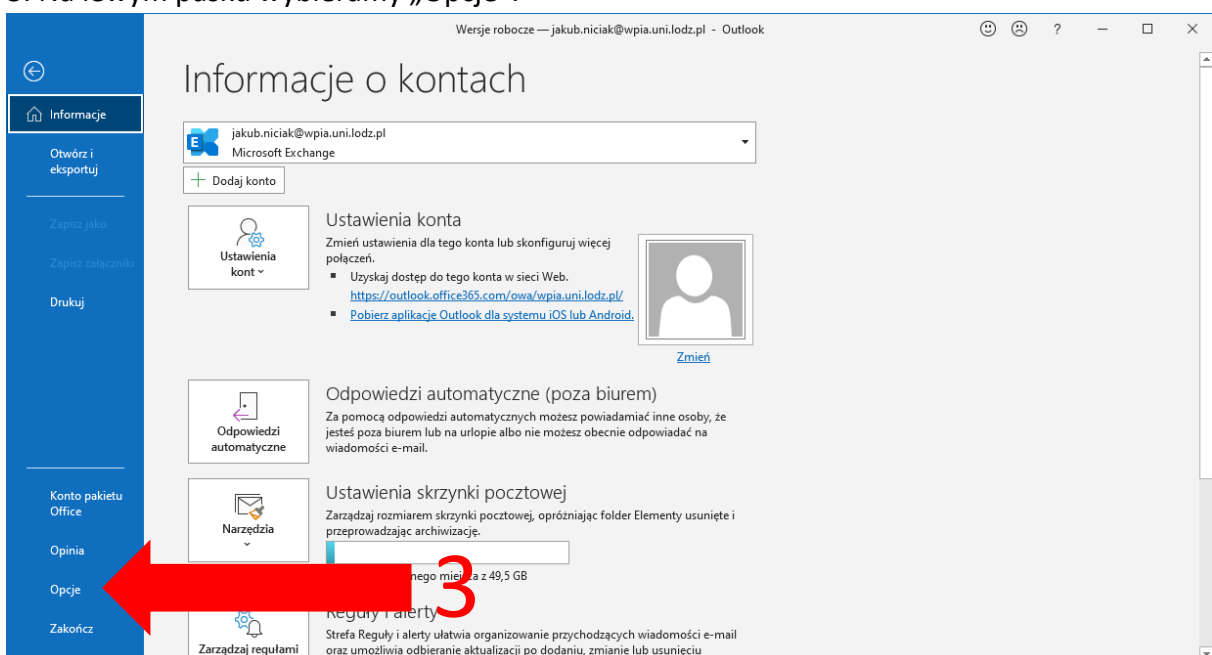 Wersje robocze — jakub.niciak@wpia.uni.lodz.pl - Outlook
?
Informacje o kontach
Informacje
Otwórz i
eksportuj
Zapisz jako
Zapisz załączniki
Drukuj
Konto pakietu
Office
Opinia
Opcje
Zakończ
jakub.niciak@wpia.uni.lodz.pl
Microsoft Exchange
Dodaj konto
Ustawienia
kont
Ustawienia konta
Zmień ustawienia dla tego konta lub skonfiguruj więcej
połączeń.
Uzyskaj dostęp do tego konta w sieci Web.
https://outlook.office365.com/owa/wpia.uni.lodz.pl/
Pobierz aplikacje Outlook dla systemu iOS lub Android.
Zmień
Odpowiedzi
automatyczne
Odpowiedzi automatyczne (poza biurem)
Za pomocą odpowiedzi automatycznych możesz powiadamiać inne osoby, że
jesteś poza biurem lub na urlopie albo nie możesz obecnie odpowiadać na
wiadomości e-mail.
Narzędzia
Ustawienia skrzynki pocztowej
Zarządzaj rozmiarem skrzynki pocztowej, opróżniając folder Elementy usunięte i
przeprowadzając archiwizację.
z 49,5 GB
3
Zarządzaj regułami
Reguły i alerty
Strefa Reguły i alerty ułatwia organizowanie przychodzących wiadomości e-mail
oraz umożliwia odbieranie aktualizacji po dodaniu, zmianie lub usunięciu